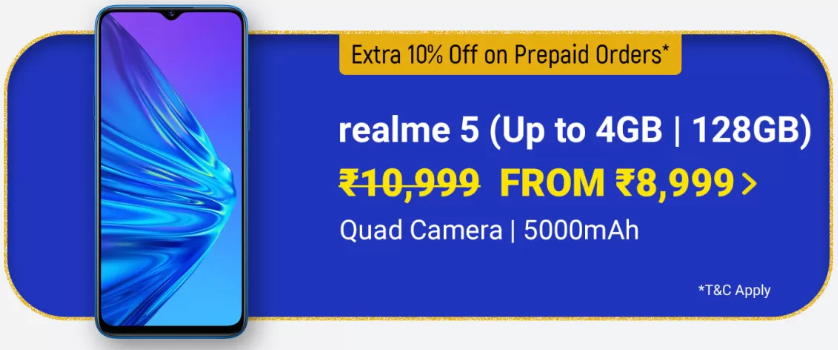 Extra 10% Off on Prepaid Orders*
realme 5 (Up to 4GB | 128GB)
₹10,999 FROM ₹8,999 >
Quad Camera | 5000mAh
*T&C Apply